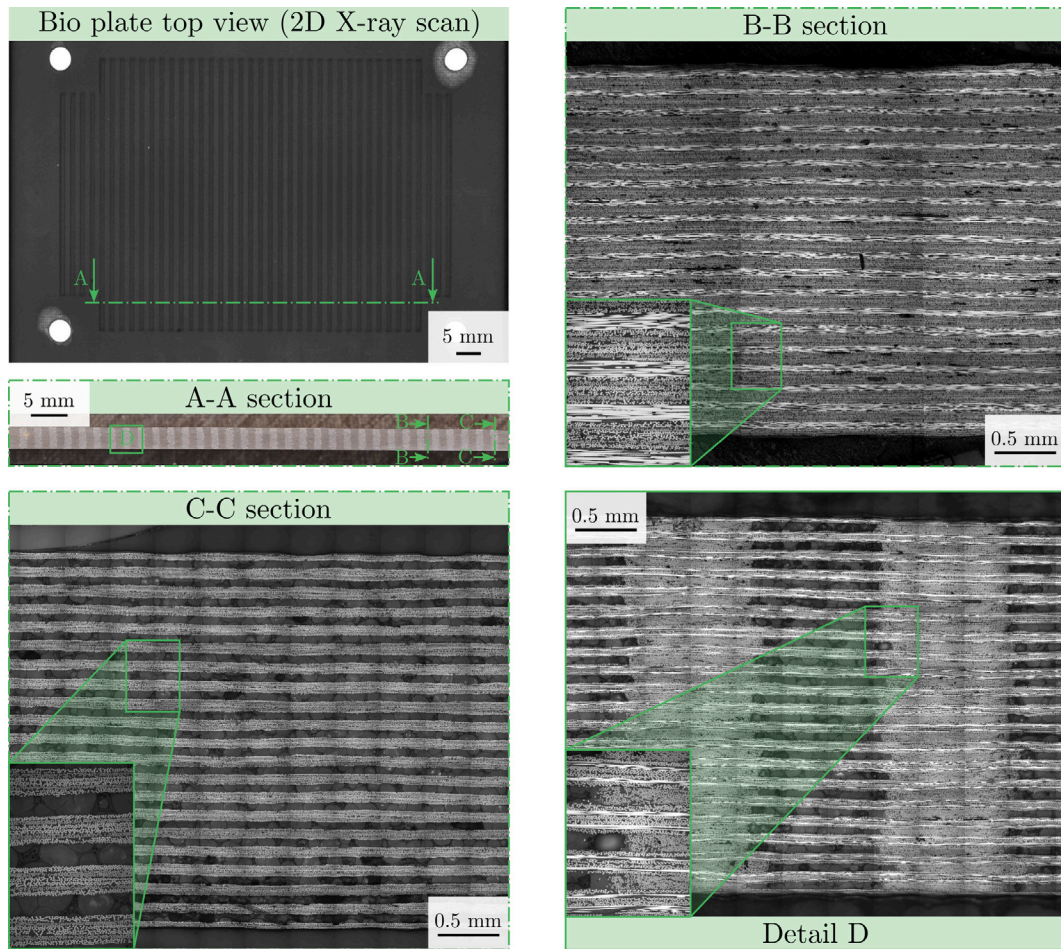 Bio plate top view (2D X-ray scan)
A
A
5 mm
A-A section
5 mm
D
B
C
B
C
B-B section
0.5 mm
C-C section
0.5 mm
0.5 mm
Detail D